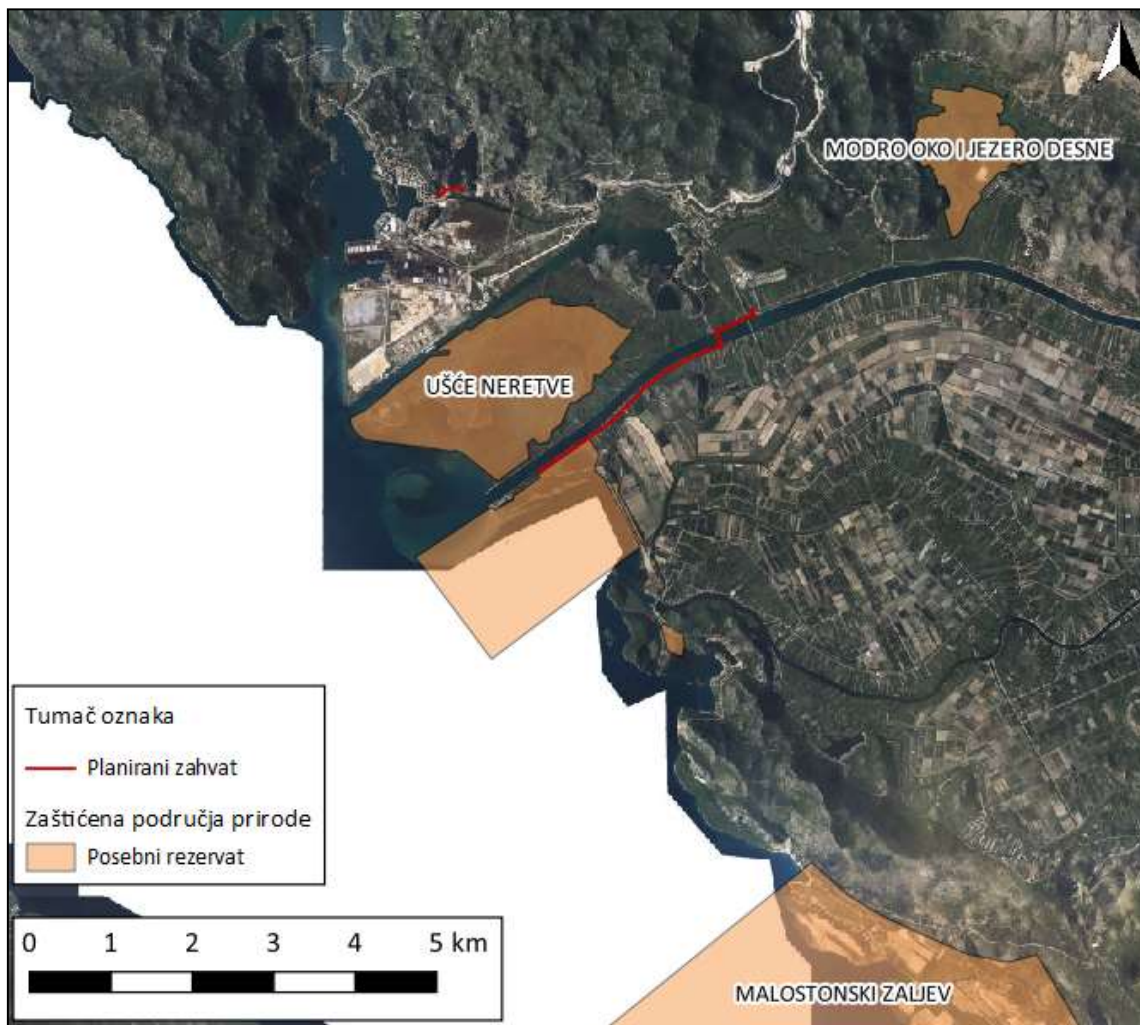 MODRO OKO I JEZERO DESNE
UŠĆE NERETVE
Tumač oznaka
Planirani zahvat
Zaštićena područja prirode
Posebni rezervat
0 1 2 3 4 5 km
MALOSTONSKI ZALJEV